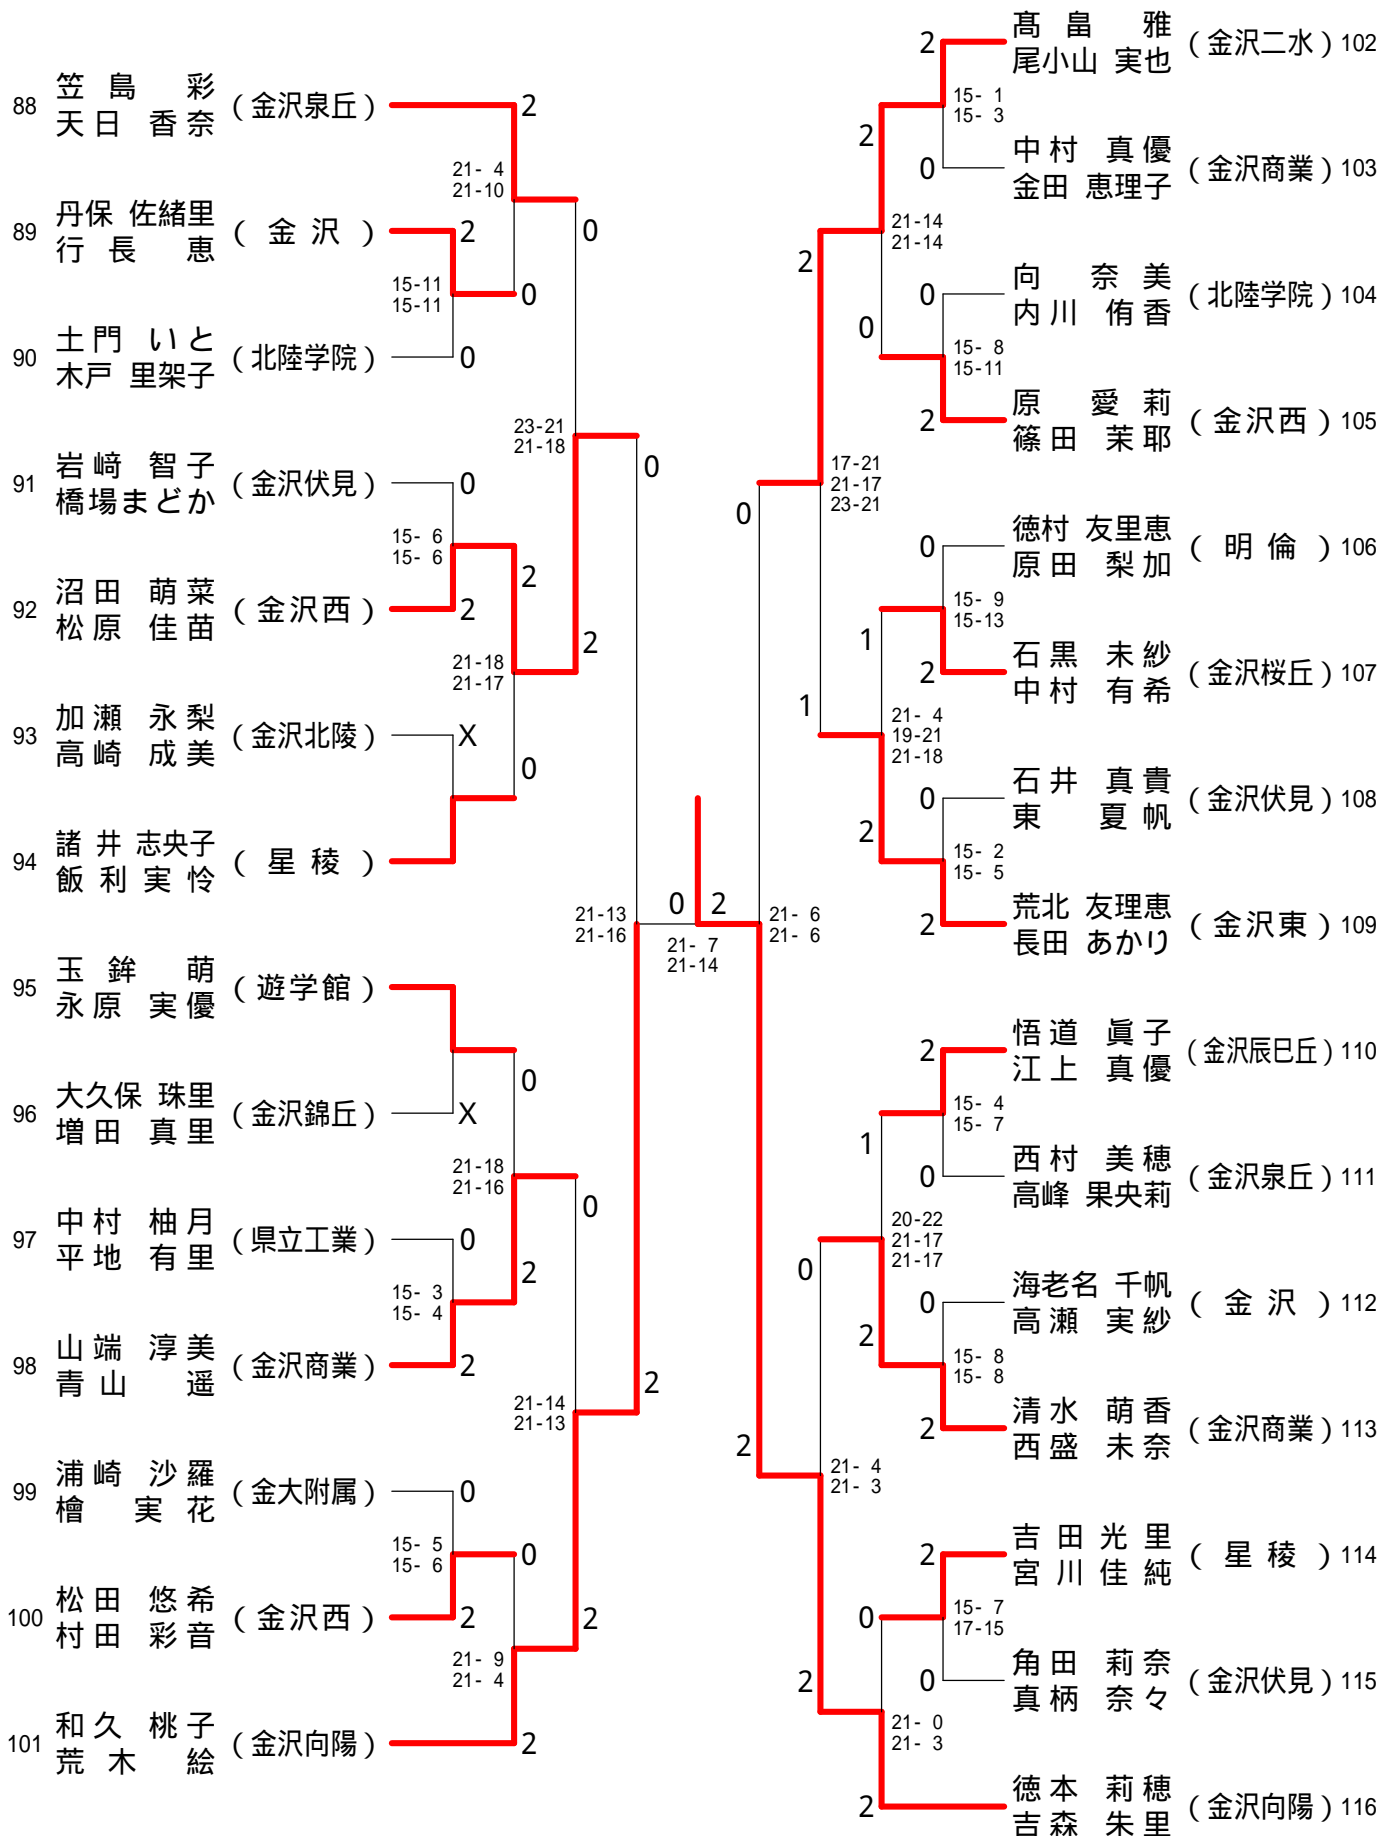 88 笠島 彩 (金沢泉丘) 2
天日 香奈
21- 4
21-10
0
89 丹保 佐緒里 (金沢) 2
行長 恵
15-11
15-11
0
90 土門 いと (北陸学院) 0
木戸 里架子
23-21
21-18
0
91 岩﨑 智子 (金沢伏見) 0
橋場まどか
15- 6
15- 6
2
92 沼田 萌菜 (金沢西) 2
松原 佳苗
21-18
21-17
2
93 加瀬 永梨 (金沢北陵) X
高崎 成美
0
94 諸井 志央子 (星稜)
飯利 実怜
21-13
21-16
95 玉鉾 萌 (遊学館)
永原 実優
0
96 大久保 珠里 (金沢錦丘) X
増田 真里
21-18
21-16
0
97 中村 柚月 (県立工業) 0
平地 有里
15- 3
15- 4
2
98 山端 淳美 (金沢商業) 2
青山 遥
21-14
21-13
2
99 浦崎 沙羅 (金大附属) 0
檜 実花
15- 5
15- 6
0
100 松田 悠希 (金沢西) 2
村田 彩音
2
21- 9
21- 4
101 和久 桃子 (金沢向陽) 2
荒木 絵
0 2
21- 7
21-14
2 髙畠 雅 (金沢二水) 102
尾小山 実也
15- 1
15- 3
2
0 中村 真優 (金沢商業) 103
金田 恵理子
21-14
21-14
2
0 向 奈美 (北陸学院) 104
内川 侑香
0
15- 8
15-11
2 原 愛莉 (金沢西) 105
篠田 茉耶
17-21
21-17
23-21
0
0 徳村 友里恵 (明倫) 106
原田 梨加
15- 9
15-13
1
2 石黒 未紗 (金沢桜丘) 107
中村 有希
1
21- 4
19-21
21-18
0 石井 真貴 (金沢伏見) 108
東 夏帆
2
15- 2
15- 5
2 荒北 友理恵 (金沢東) 109
長田 あかり
21- 6
21- 6
2 悟道 眞子 (金沢辰巳丘) 110
江上 真優
15- 4
15- 7
1
0 西村 美穂 (金沢泉丘) 111
高峰 果央莉
20-22
21-17
21-17
0
0 海老名 千帆 (金沢) 112
高瀬 実紗
2
15- 8
15- 8
2 清水 萌香 (金沢商業) 113
西盛 未奈
2
21- 4
21- 3
2 吉田光里 (星稜) 114
宮川佳純
15- 7
17-15
0
0 角田 莉奈 (金沢伏見) 115
真柄 奈々
2
21- 0
21- 3
2 徳本 莉穂 (金沢向陽) 116
吉森 朱里